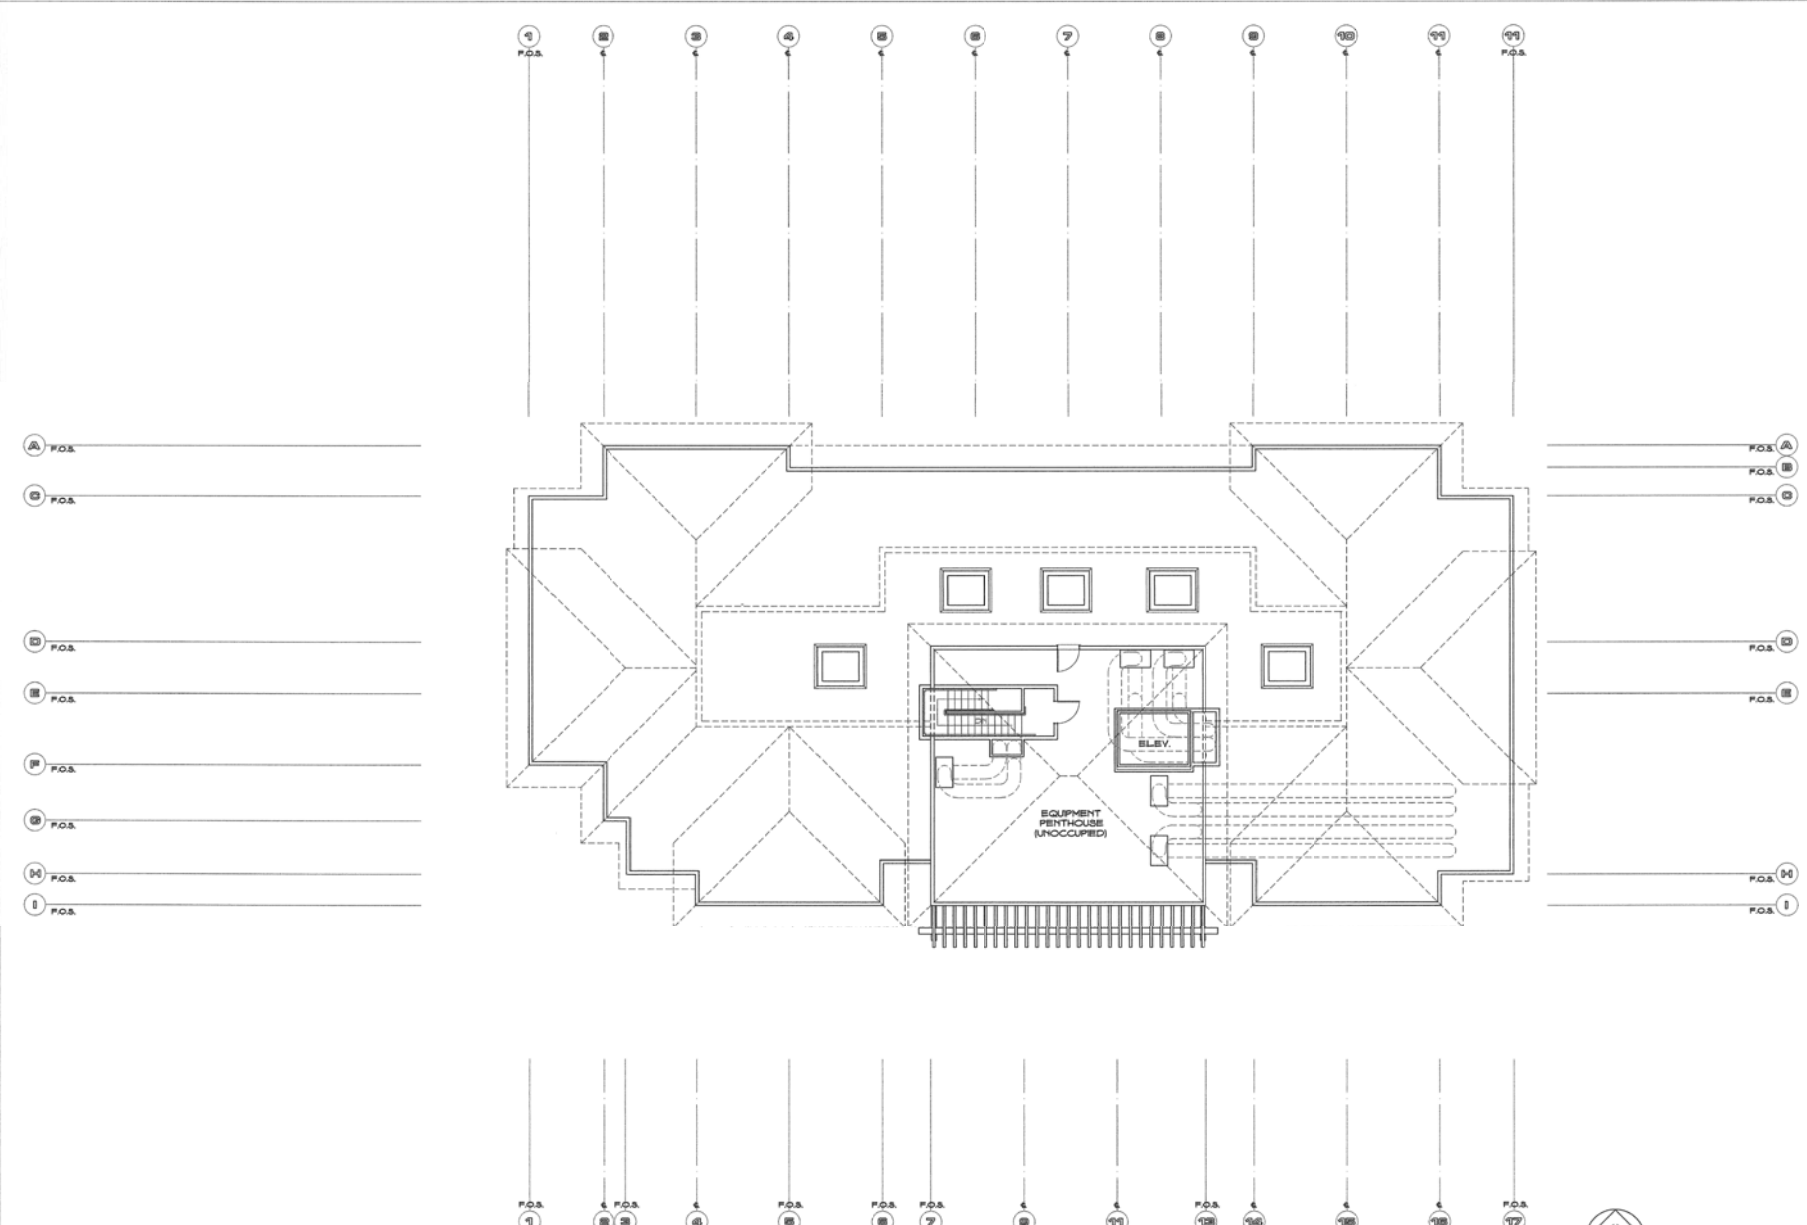 1 2 3 4 5 6 7 8 9 10 11 11
F.O.S. ℄ ℄ ℄ ℄ ℄ ℄ ℄ ℄ ℄ ℄ F.O.S.
A F.O.S. F.O.S. A
F.O.S. B
C F.O.S. F.O.S. C
D F.O.S. F.O.S. D
E F.O.S. F.O.S. E
ELEV.
F F.O.S.
EQUIPMENT
PENTHOUSE
(UNOCCUPIED)
G F.O.S.
H F.O.S. F.O.S. H
I F.O.S. F.O.S. I
F.O.S. ℄ F.O.S. ℄ F.O.S. F.O.S. F.O.S. ℄ ℄ F.O.S. ℄ ℄ ℄ F.O.S.
1 2 3 4 5 6 7 9 11 13 14 15 16 17